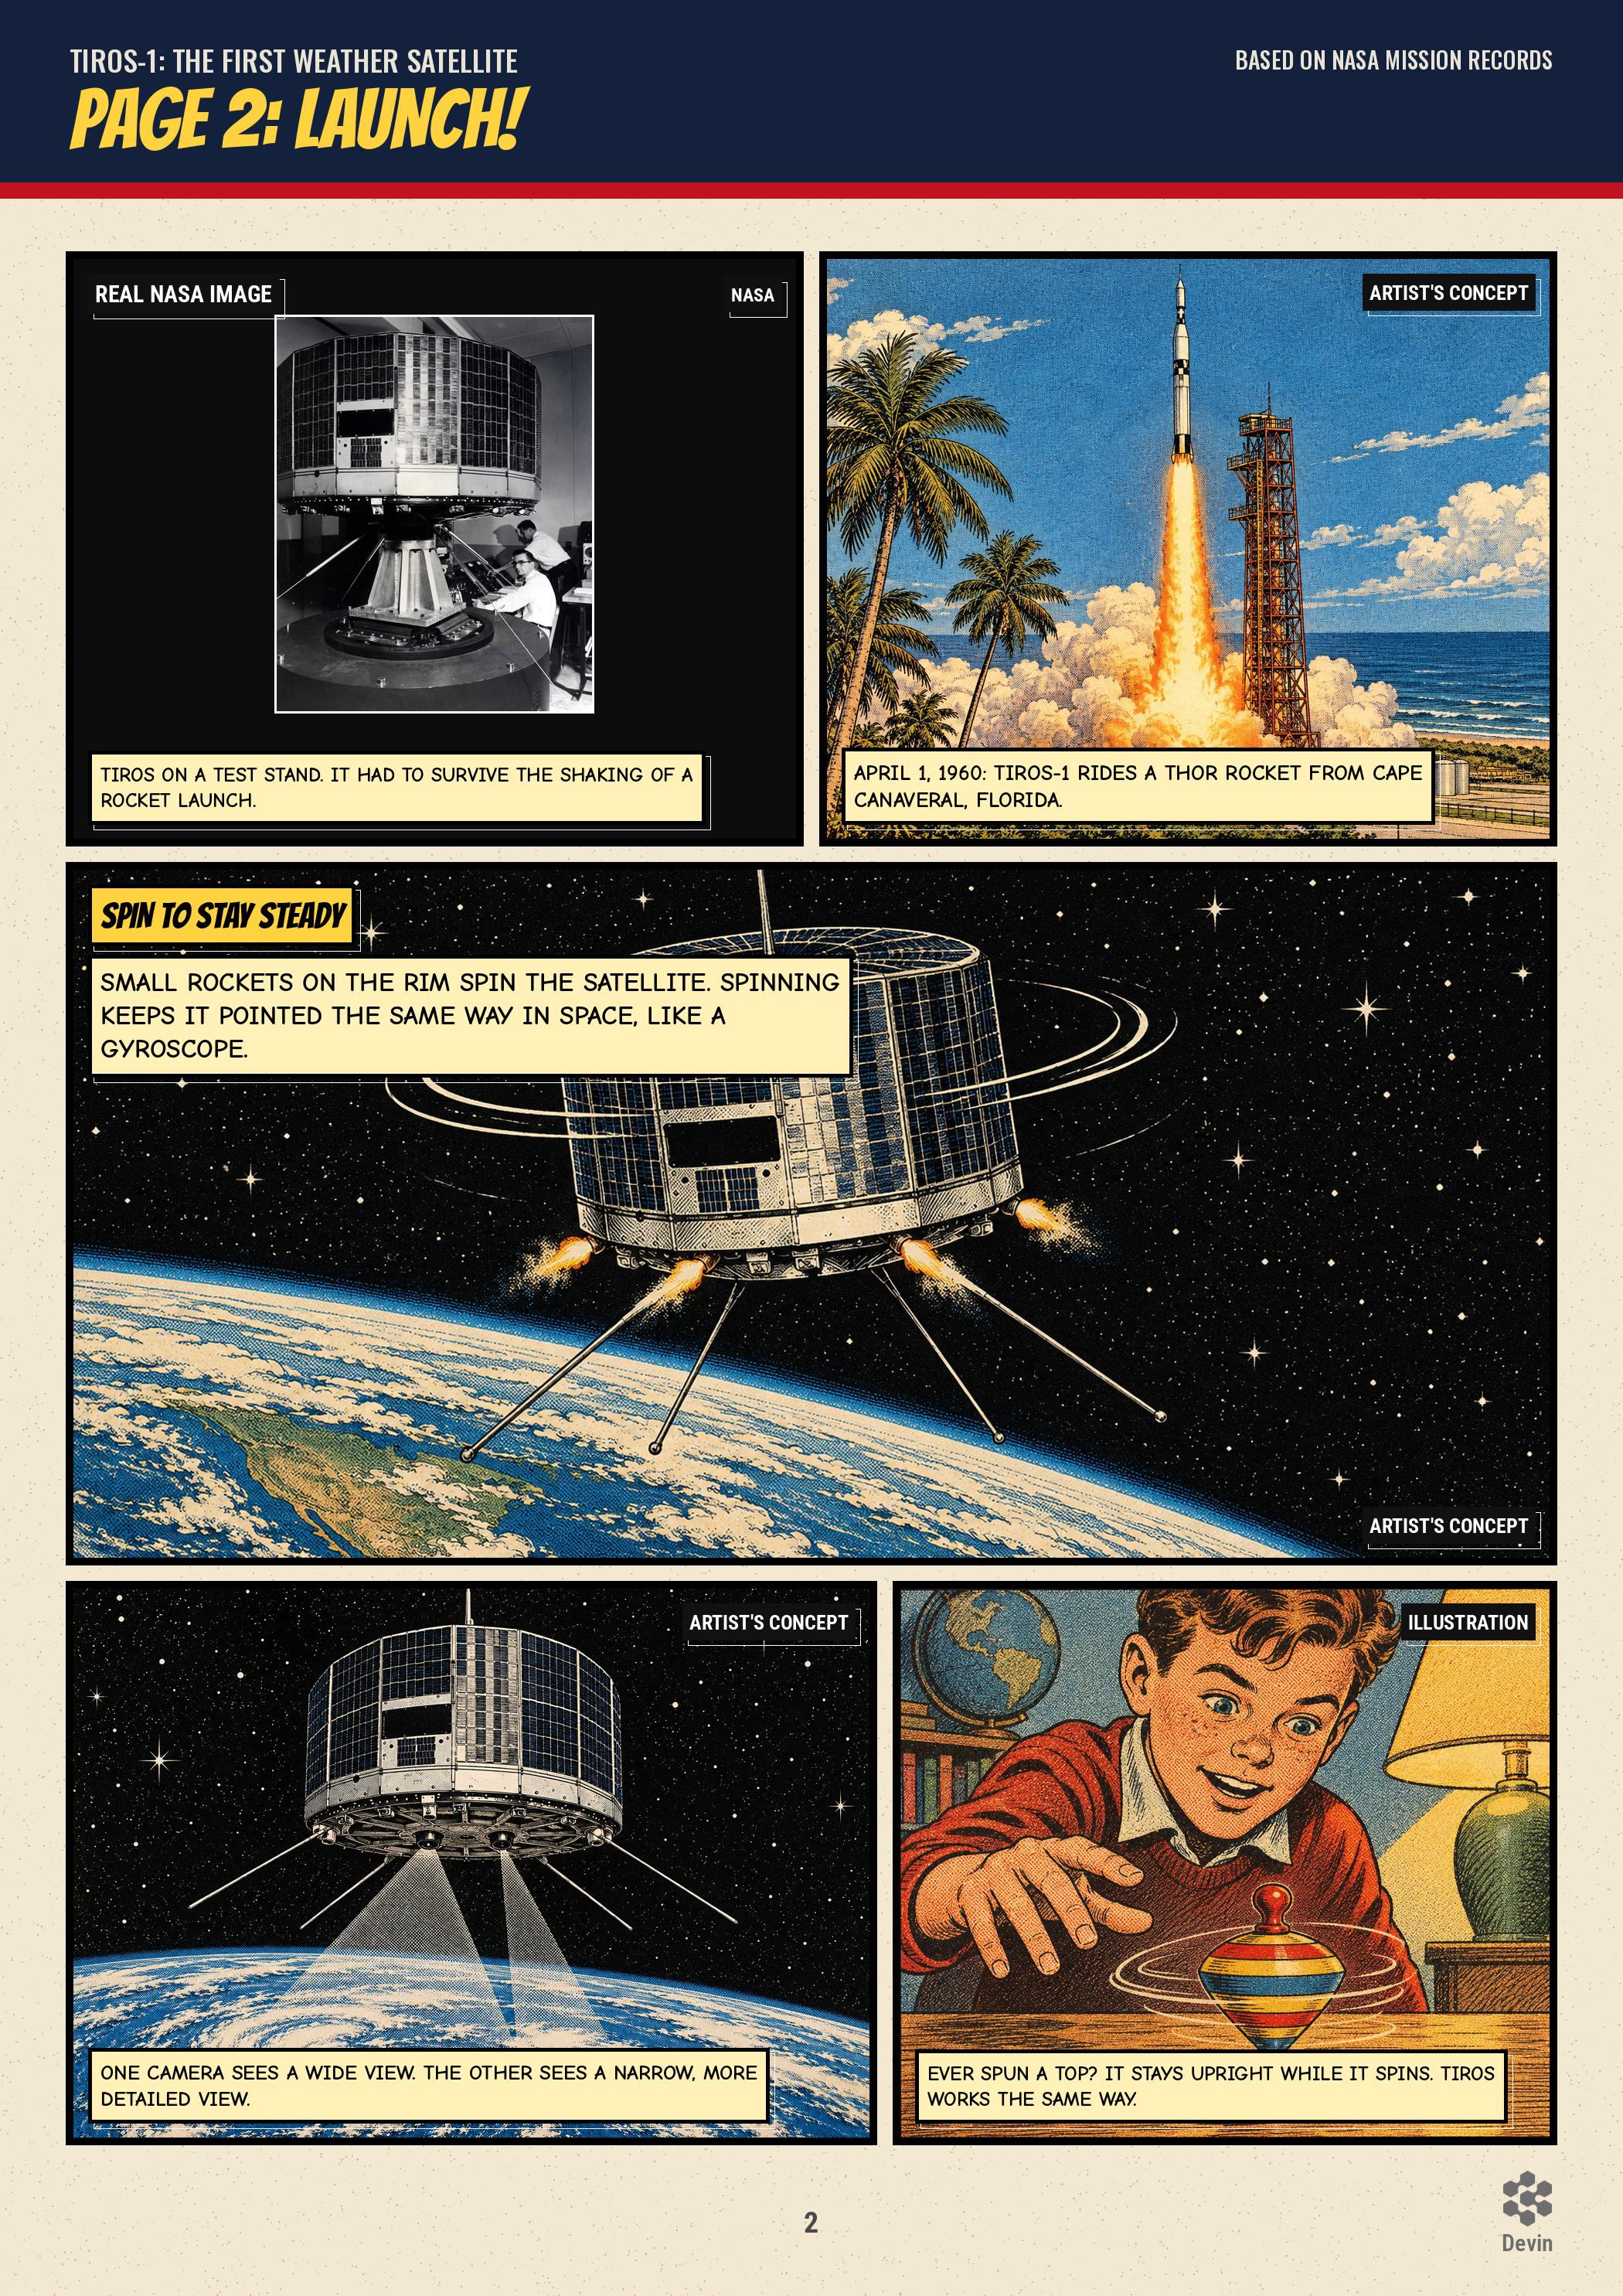 TIROS-1: THE FIRST WEATHER SATELLITE
BASED ON NASA MISSION RECORDS
PAGE 2: LAUNCH!
REAL NASA IMAGE
NASA
TIROS ON A TEST STAND. IT HAD TO SURVIVE THE SHAKING OF A
ROCKET LAUNCH.
ARTIST'S CONCEPT
APRIL 1, 1960: TIROS-1 RIDES A THOR ROCKET FROM CAPE
CANAVERAL, FLORIDA.
SPIN TO STAY STEADY
SMALL ROCKETS ON THE RIM SPIN THE SATELLITE. SPINNING
KEEPS IT POINTED THE SAME WAY IN SPACE, LIKE A
GYROSCOPE.
ARTIST'S CONCEPT
ARTIST'S CONCEPT
ONE CAMERA SEES A WIDE VIEW. THE OTHER SEES A NARROW, MORE
DETAILED VIEW.
ILLUSTRATION
EVER SPUN A TOP? IT STAYS UPRIGHT WHILE IT SPINS. TIROS
WORKS THE SAME WAY.
2
Devin